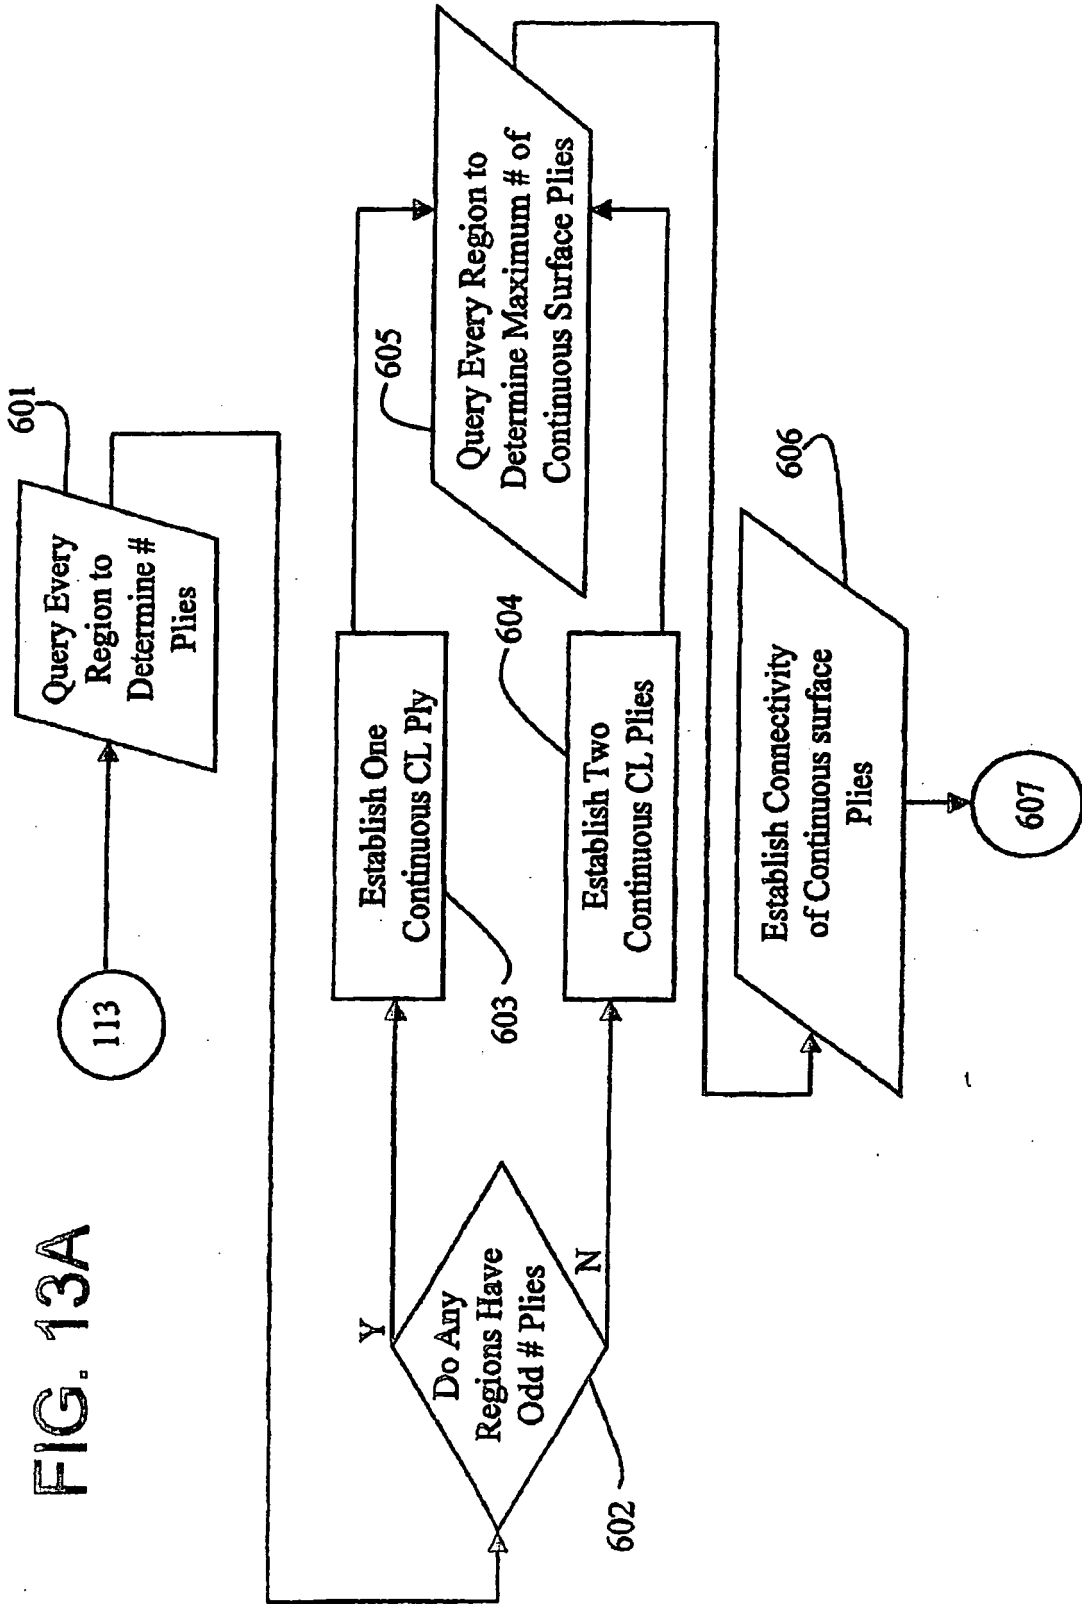 FIG. 13A
113
Query Every
Region to
Determine #
Plies
601
Do Any
Regions Have
Odd # Plies
602
Y
N
Establish One
Continuous CL Ply
603
Establish Two
Continuous CL Plies
604
Query Every Region to
Determine Maximum # of
Continuous Surface Plies
605
Establish Connectivity
of Continuous surface
Plies
606
607